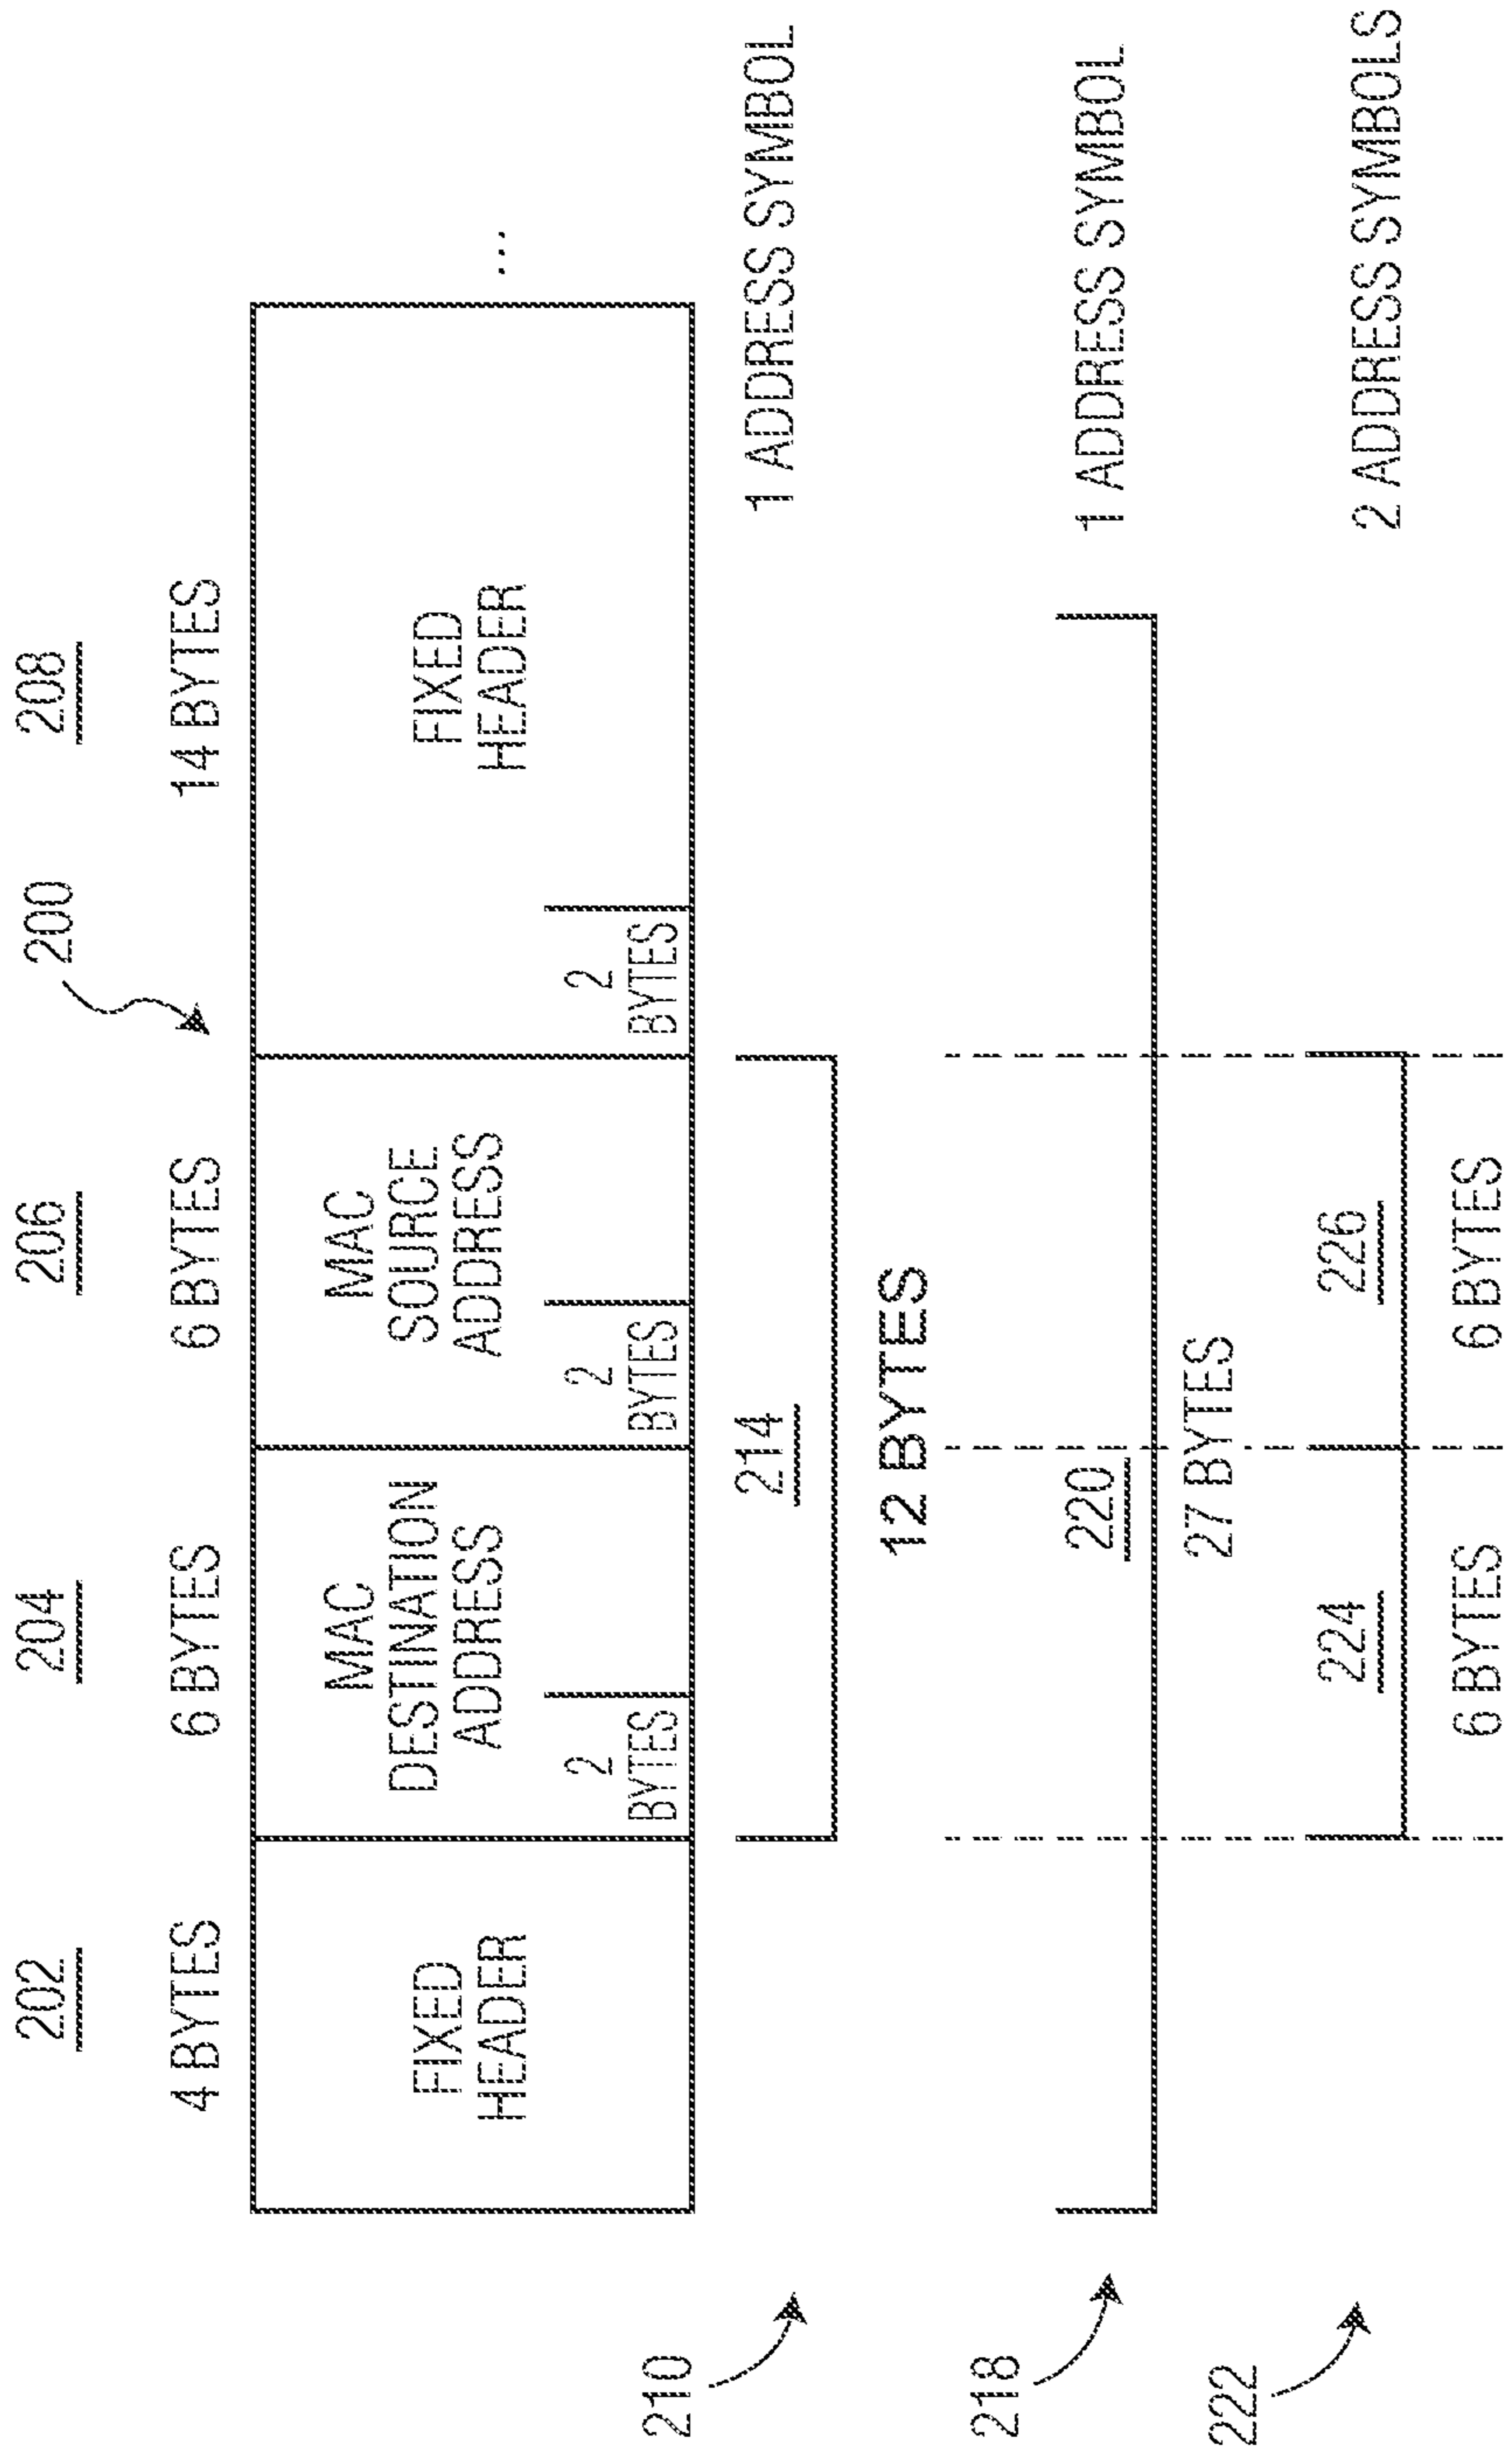 200
202
204
206
208
4 BYTES
6 BYTES
6 BYTES
14 BYTES
FIXED
HEADER
MAC
DESTINATION
ADDRESS
2
BYTES
MAC
SOURCE
ADDRESS
2
BYTES
FIXED
HEADER
2
BYTES
...
210
214
12 BYTES
1 ADDRESS SYMBOL
218
220
27 BYTES
1 ADDRESS SYMBOL
222
224
226
6 BYTES
6 BYTES
2 ADDRESS SYMBOLS